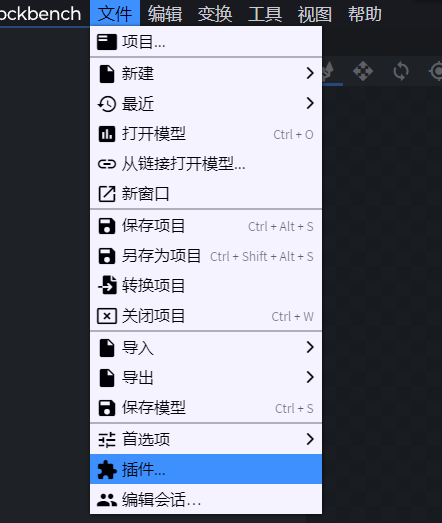 ockbench 文件 编辑 变换 工具 视图 帮助
项目...
新建
最近
打开模型 Ctrl + O
从链接打开模型...
新窗口
保存项目 Ctrl + Alt + S
另存为项目 Ctrl + Shift + Alt + S
转换项目
关闭项目 Ctrl + W
导入
导出
保存模型 Ctrl + S
首选项
插件...
编辑会话...